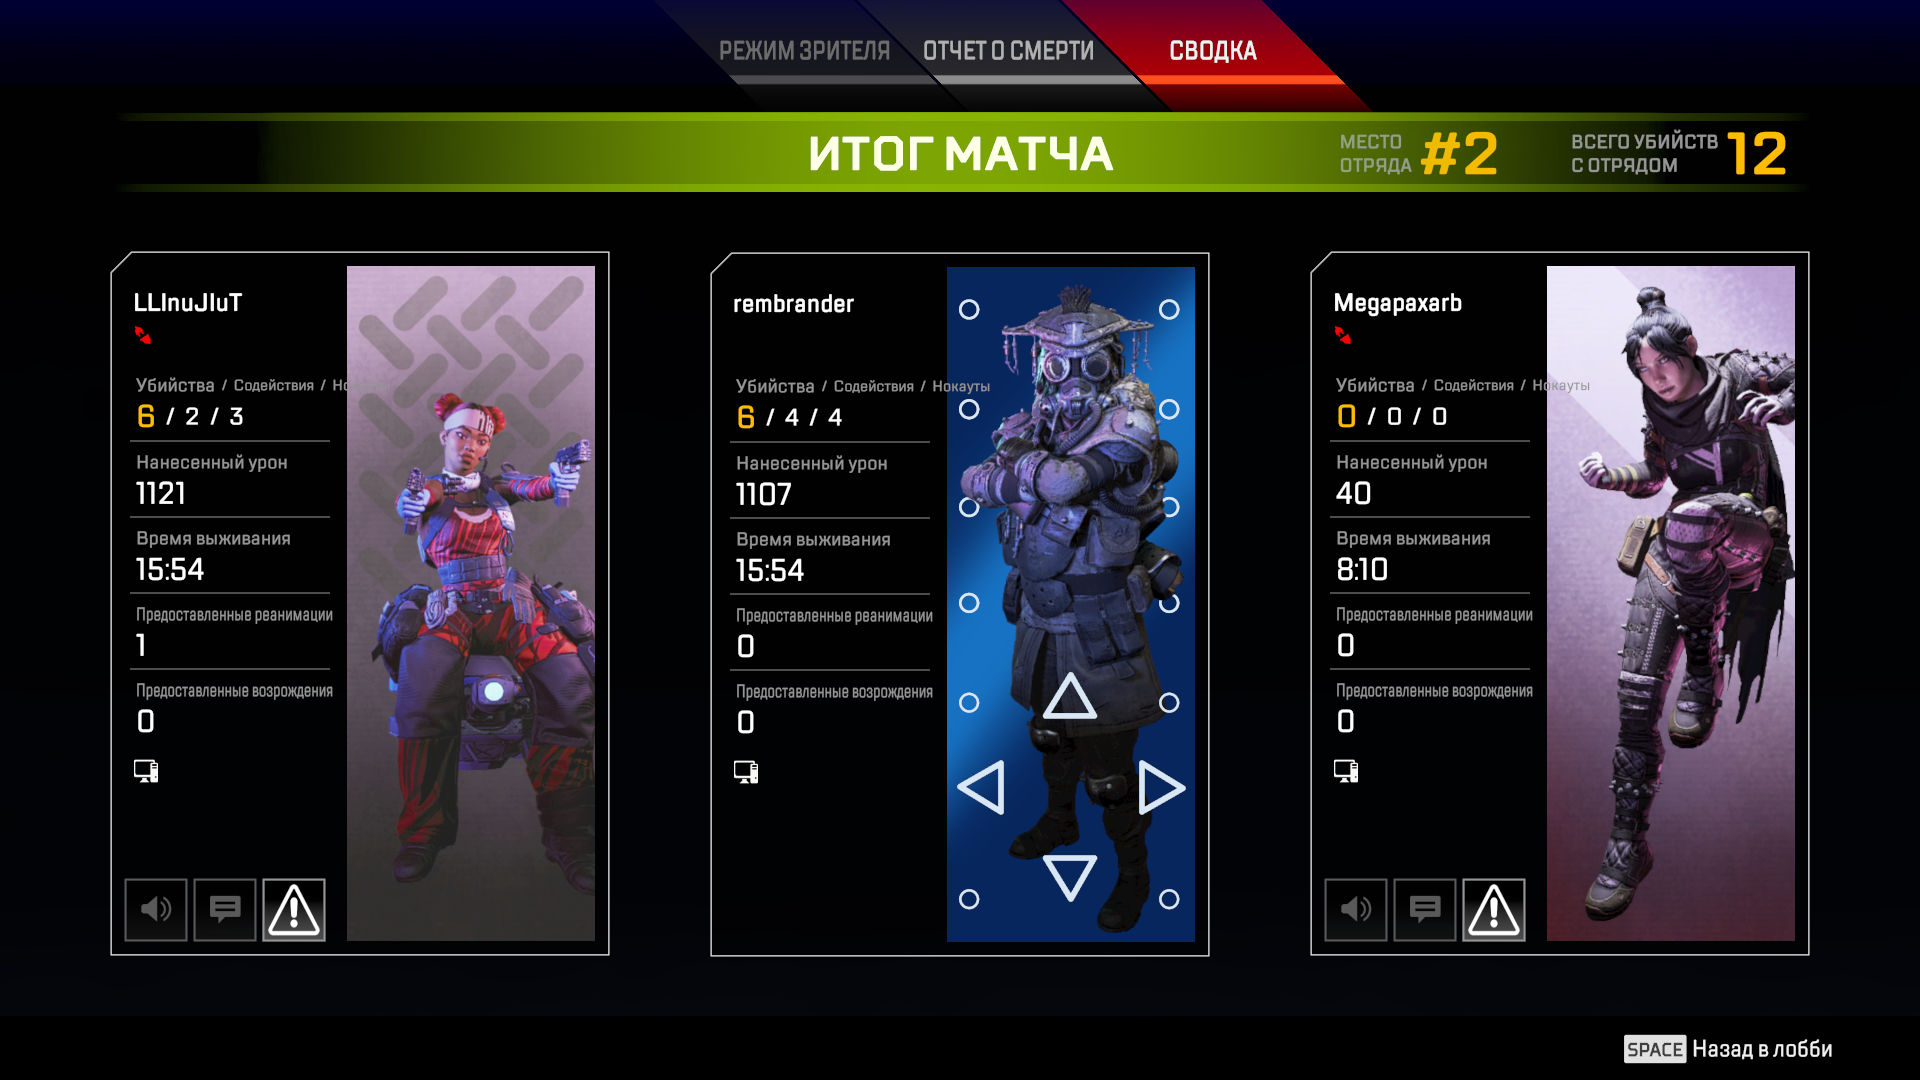 РЕЖИМ ЗРИТЕЛЯ ОТЧЕТ О СМЕРТИ СВОДКА
ИТОГ МАТЧА
МЕСТО ОТРЯДА #2
ВСЕГО УБИЙСТВ С ОТРЯДОМ 12
LLInuJIuT
Убийства / Содействия / Нокауты
6 / 2 / 3
Нанесенный урон
1121
Время выживания
15:54
Предоставленные реанимации
1
Предоставленные возрождения
0
rembrander
Убийства / Содействия / Нокауты
6 / 4 / 4
Нанесенный урон
1107
Время выживания
15:54
Предоставленные реанимации
0
Предоставленные возрождения
0
Megapaxarb
Убийства / Содействия / Нокауты
0 / 0 / 0
Нанесенный урон
40
Время выживания
8:10
Предоставленные реанимации
0
Предоставленные возрождения
0
SPACE Назад в лобби